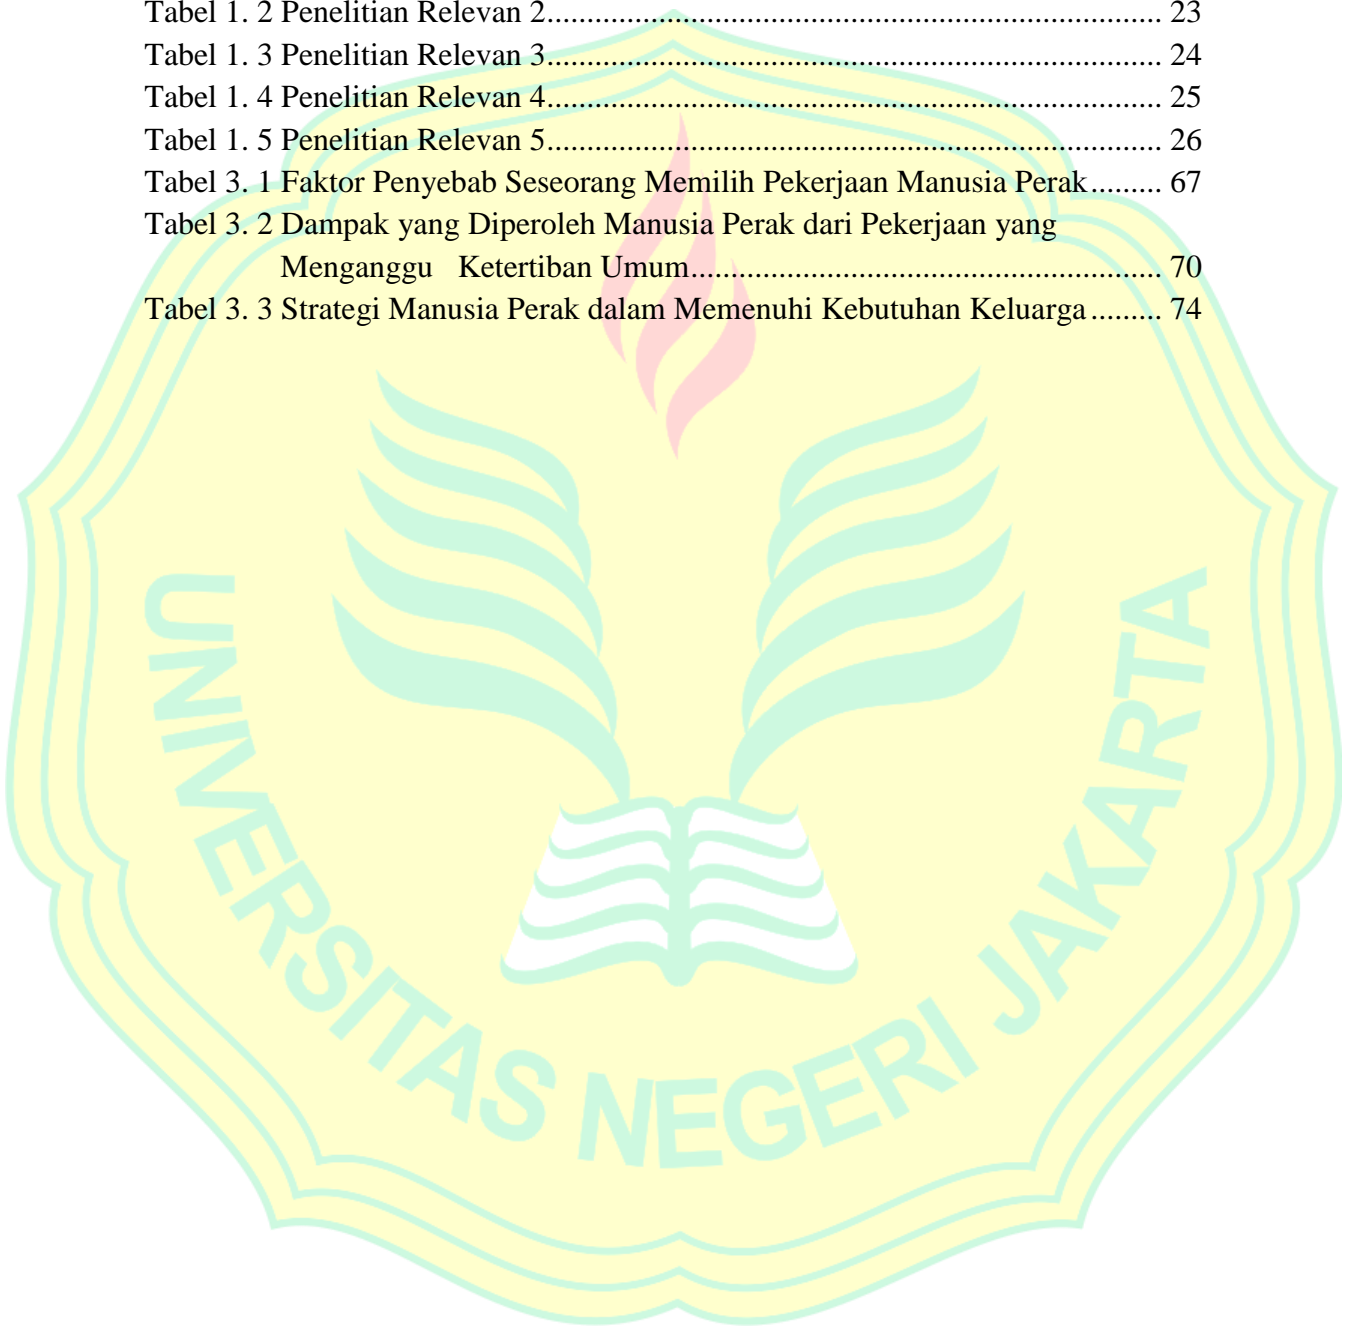 Tabel 1. 2 Penelitian Relevan 2.......................................................................... 23
Tabel 1. 3 Penelitian Relevan 3.......................................................................... 24
Tabel 1. 4 Penelitian Relevan 4.......................................................................... 25
Tabel 1. 5 Penelitian Relevan 5.......................................................................... 26
Tabel 3. 1 Faktor Penyebab Seseorang Memilih Pekerjaan Manusia Perak......... 67
Tabel 3. 2 Dampak yang Diperoleh Manusia Perak dari Pekerjaan yang
Menganggu Ketertiban Umum......................................................... 70
Tabel 3. 3 Strategi Manusia Perak dalam Memenuhi Kebutuhan Keluarga......... 74
UNIVERSITAS NEGERI JAKARTA